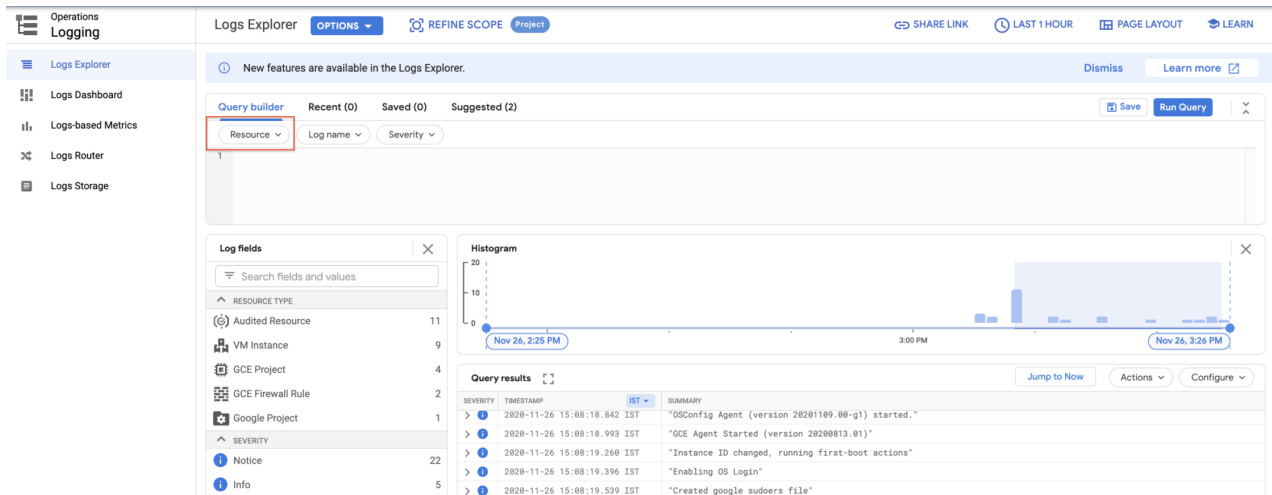 Operations
Logging
Logs Explorer OPTIONS REFINE SCOPE Project SHARE LINK LAST 1 HOUR PAGE LAYOUT LEARN
Logs Explorer
Logs Dashboard
Logs-based Metrics
Logs Router
Logs Storage
New features are available in the Logs Explorer. Dismiss Learn more
Query builder Recent (0) Saved (0) Suggested (2) Save Run Query
Resource Log name Severity
1
Log fields
Search fields and values
RESOURCE TYPE
Audited Resource 11
VM Instance 9
GCE Project 4
GCE Firewall Rule 2
Google Project 1
SEVERITY
Notice 22
Info 5
Histogram
20
10
0
Nov 26, 2:25 PM 3:00 PM Nov 26, 3:26 PM
Query results Jump to Now Actions Configure
SEVERITY TIMESTAMP IST SUMMARY
2020-11-26 15:08:18.842 IST "OSConfig Agent (version 20201109.00-g1) started."
2020-11-26 15:08:18.993 IST "GCE Agent Started (version 20200813.01)"
2020-11-26 15:08:19.260 IST "Instance ID changed, running first-boot actions"
2020-11-26 15:08:19.396 IST "Enabling OS Login"
2020-11-26 15:08:19.539 IST "Created google sudoers file"